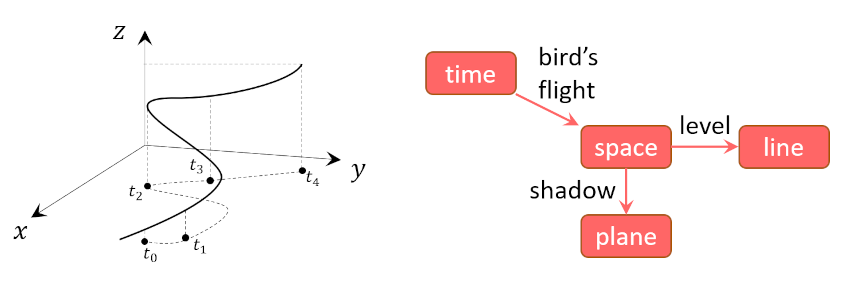 z
y
x
t₀
t₁
t₂
t₃
t₄
time
bird’s
flight
space
level
line
shadow
plane